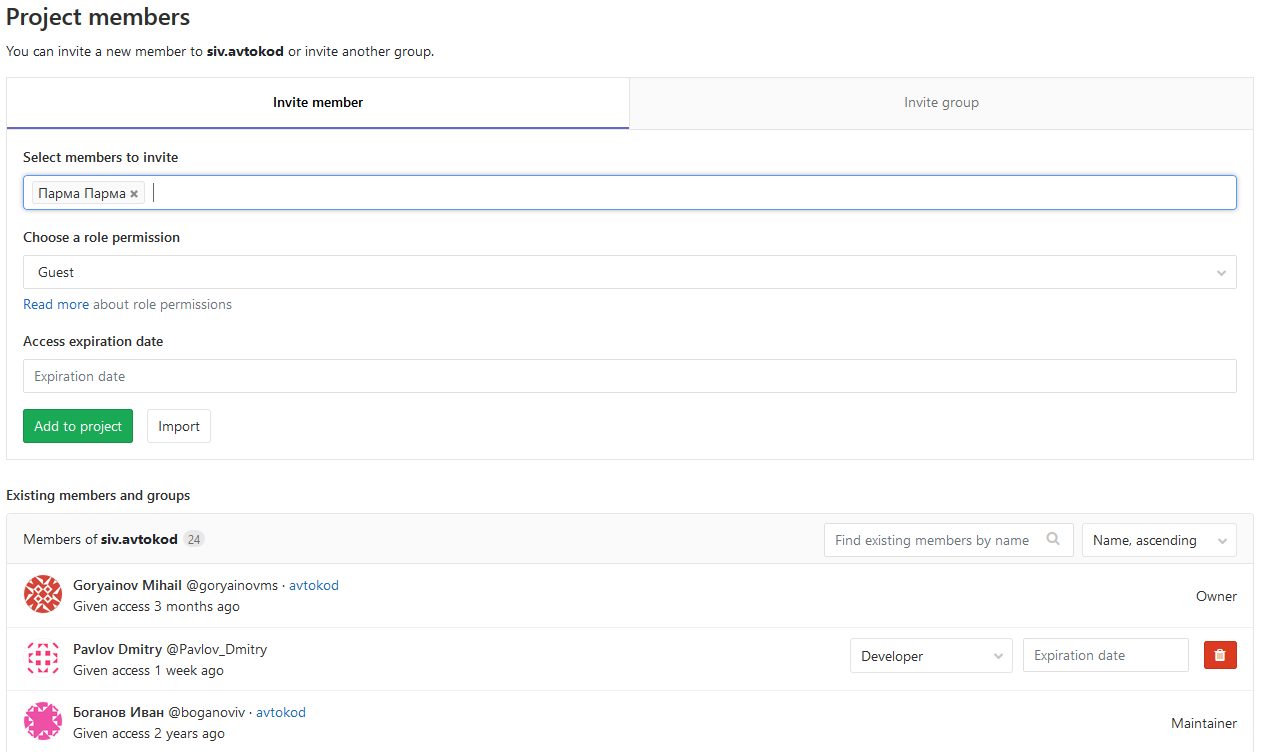 Project members
You can invite a new member to siv.avtokod or invite another group.
Invite member
Invite group
Select members to invite
Парма Парма
Choose a role permission
Guest
Read more about role permissions
Access expiration date
Expiration date
Add to project
Import
Existing members and groups
Members of siv.avtokod 24
Find existing members by name
Name, ascending
Goryainov Mihail @goryainovms · avtokod
Given access 3 months ago
Owner
Pavlov Dmitry @Pavlov_Dmitry
Given access 1 week ago
Developer
Expiration date
Боганов Иван @boganoviv · avtokod
Given access 2 years ago
Maintainer